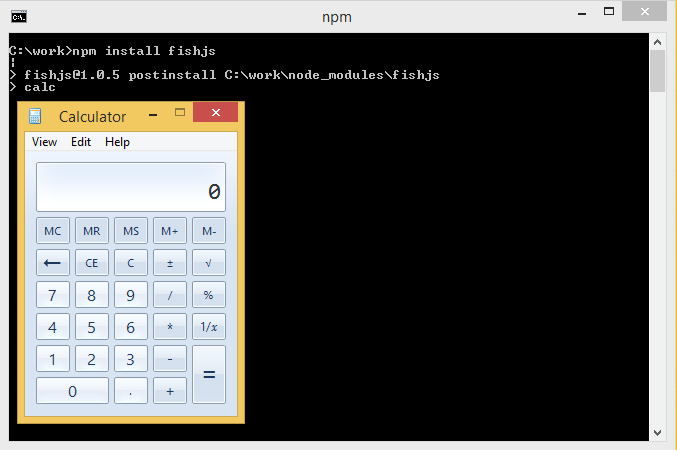 npm
C:\work>npm install fishjs
> fishjs@1.0.5 postinstall C:\work\node_modules\fishjs
> calc
Calculator
View Edit Help
0
MC MR MS M+ M-
← CE C ± √
7 8 9 / %
4 5 6 * 1/x
1 2 3 - =
0 . +